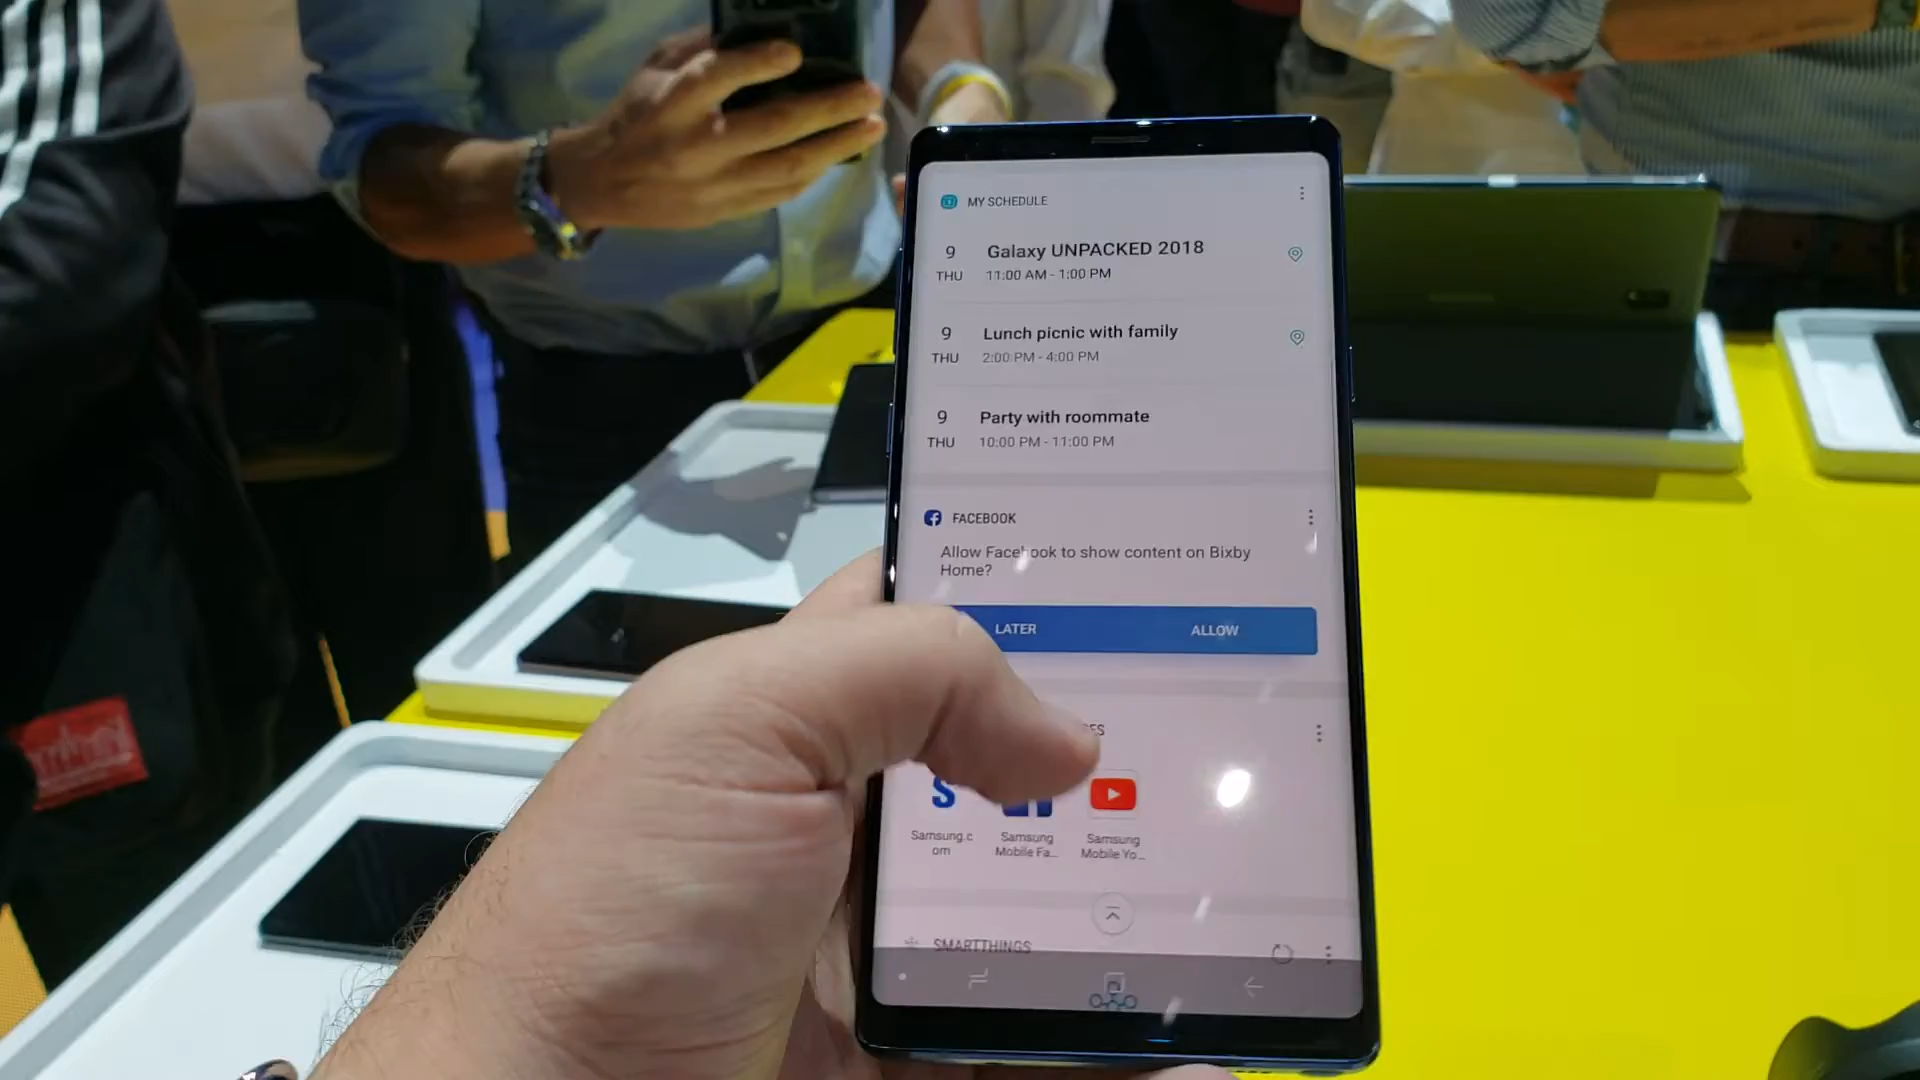 MY SCHEDULE
9 Galaxy UNPACKED 2018
THU 11:00 AM - 1:00 PM
9 Lunch picnic with family
THU 2:00 PM - 4:00 PM
9 Party with roommate
THU 10:00 PM - 11:00 PM
FACEBOOK
Allow Facebook to show content on Bixby
Home?
LATER ALLOW
Samsung.c Samsung Samsung
om Mobile Fa... Mobile Yo...
SMARTTHINGS